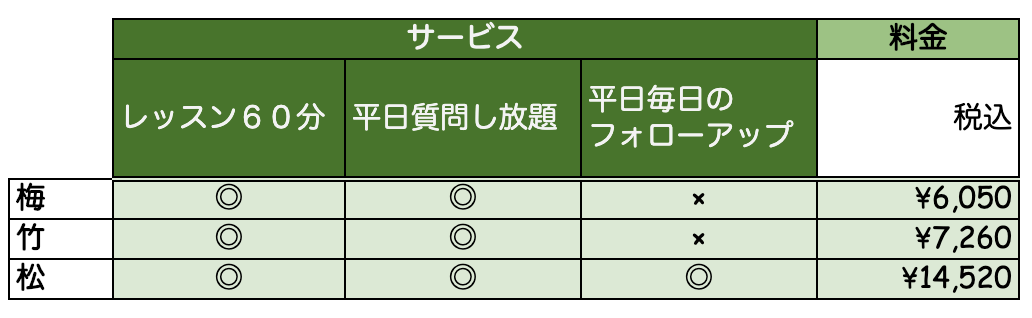 サービス 料金
レッスン６０分 平日質問し放題 平日毎日の
フォローアップ 税込
梅 ◎ ◎ × ¥6,050
竹 ◎ ◎ × ¥7,260
松 ◎ ◎ ◎ ¥14,520